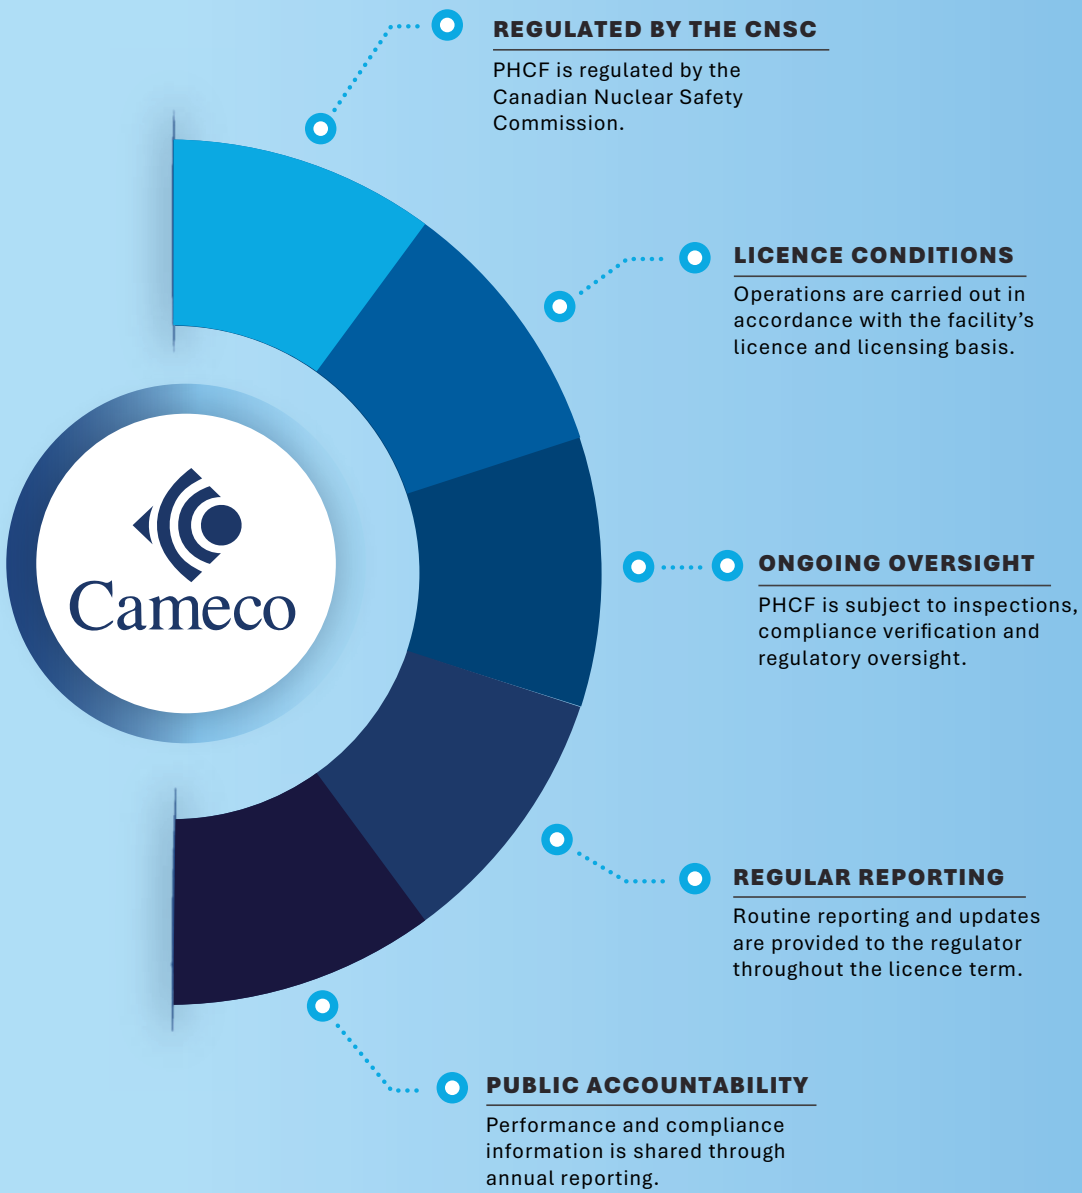 REGULATED BY THE CNSC
PHCF is regulated by the
Canadian Nuclear Safety
Commission.
LICENCE CONDITIONS
Operations are carried out in
accordance with the facility’s
licence and licensing basis.
Cameco
ONGOING OVERSIGHT
PHCF is subject to inspections,
compliance verification and
regulatory oversight.
REGULAR REPORTING
Routine reporting and updates
are provided to the regulator
throughout the licence term.
PUBLIC ACCOUNTABILITY
Performance and compliance
information is shared through
annual reporting.